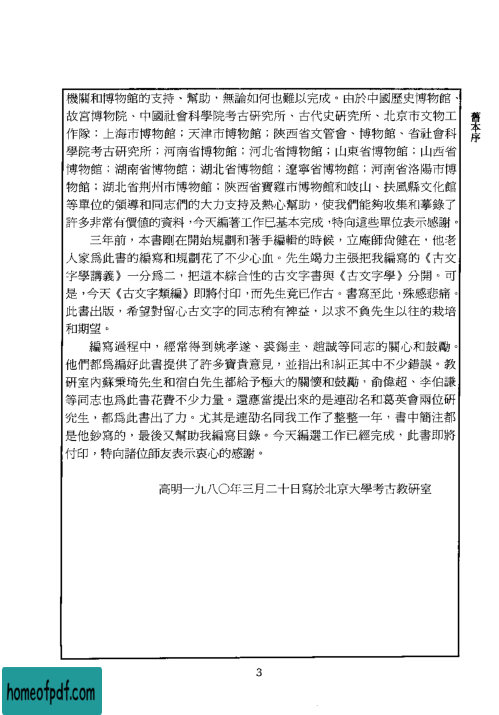 舊本序
機關和博物館的支持、幫助，無論如何也難以完成。由於中國歷史博物館、
故宮博物院、中國社會科學院考古研究所、古代史研究所、北京市文物工
作隊；上海市博物館；天津市博物館；陝西省文管會、博物館、省社會科
學院考古研究所；河南省博物館；河北省博物館；山東省博物館；山西省
博物館；湖南省博物館；湖北省博物館；遼寧省博物館；河南省洛陽市博
物館；湖北省荆州市博物館；陝西省寶雞市博物館和岐山、扶風縣文化館
等單位的領導和同志們的大力支持及熱心幫助，使我們能夠收集和摹錄了
許多非常有價值的資料，今天編著工作已基本完成，特向這些單位表示感謝。
三年前，本書剛在開始規劃和著手編輯的時候，立庵師尚健在，他老
人家爲此書的編寫和規劃花了不少心血。先生竭力主張把我編寫的《古文
字學講義》一分爲二，把這本綜合性的古文字書與《古文字學》分開。可
是，今天《古文字類編》即將付印，而先生竟已作古。書寫至此，殊感悲痛。
此書出版，希望對留心古文字的同志稍有裨益，以求不負先生以往的栽培
和期望。
編寫過程中，經常得到姚孝遂、裘錫圭、趙誠等同志的關心和鼓勵。
他們都爲編好此書提供了許多寶貴意見，並指出和糾正其中不少錯誤。教
研室內蘇秉琦先生和宿白先生都給予極大的關懷和鼓勵，俞偉超、李伯謙
等同志也爲此書花費不少力量。還應當提出來的是連劭名和葛英會兩位研
究生，都爲此書出了力。尤其是連劭名同我工作了整整一年，書中簡注都
是他鈔寫的，最後又幫助我編寫目錄。今天編選工作已經完成，此書即將
付印，特向諸位師友表示衷心的感謝。
高明一九八〇年三月二十日寫於北京大學考古教研室
3
homeofpdf.com